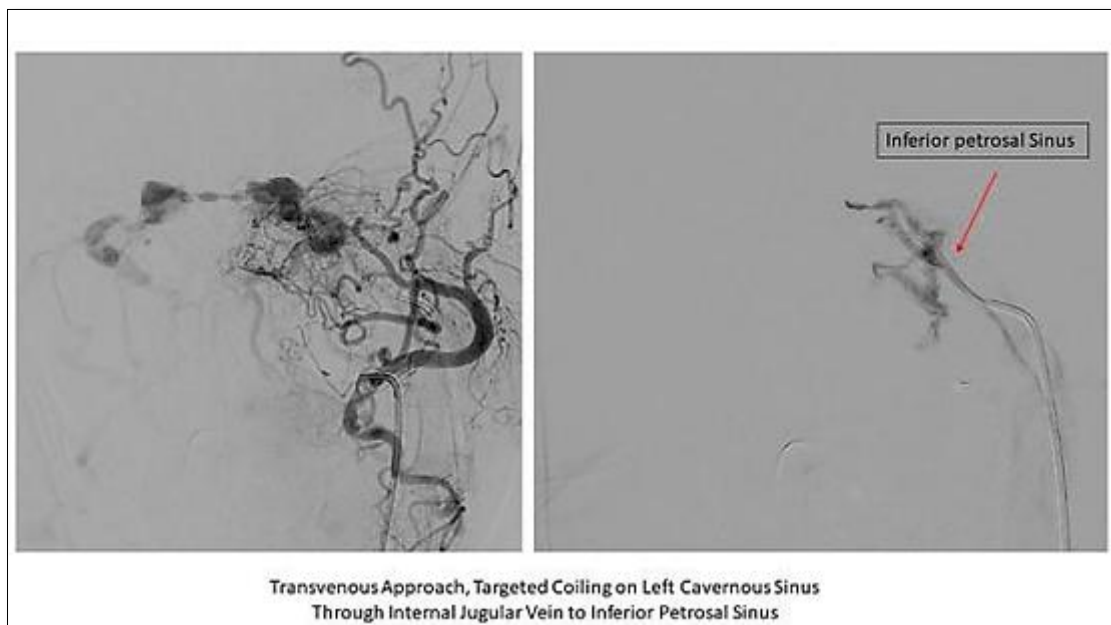 Inferior petrosal Sinus
Transvenous Approach, Targeted Coiling on Left Cavernous Sinus
Through Internal Jugular Vein to Inferior Petrosal Sinus